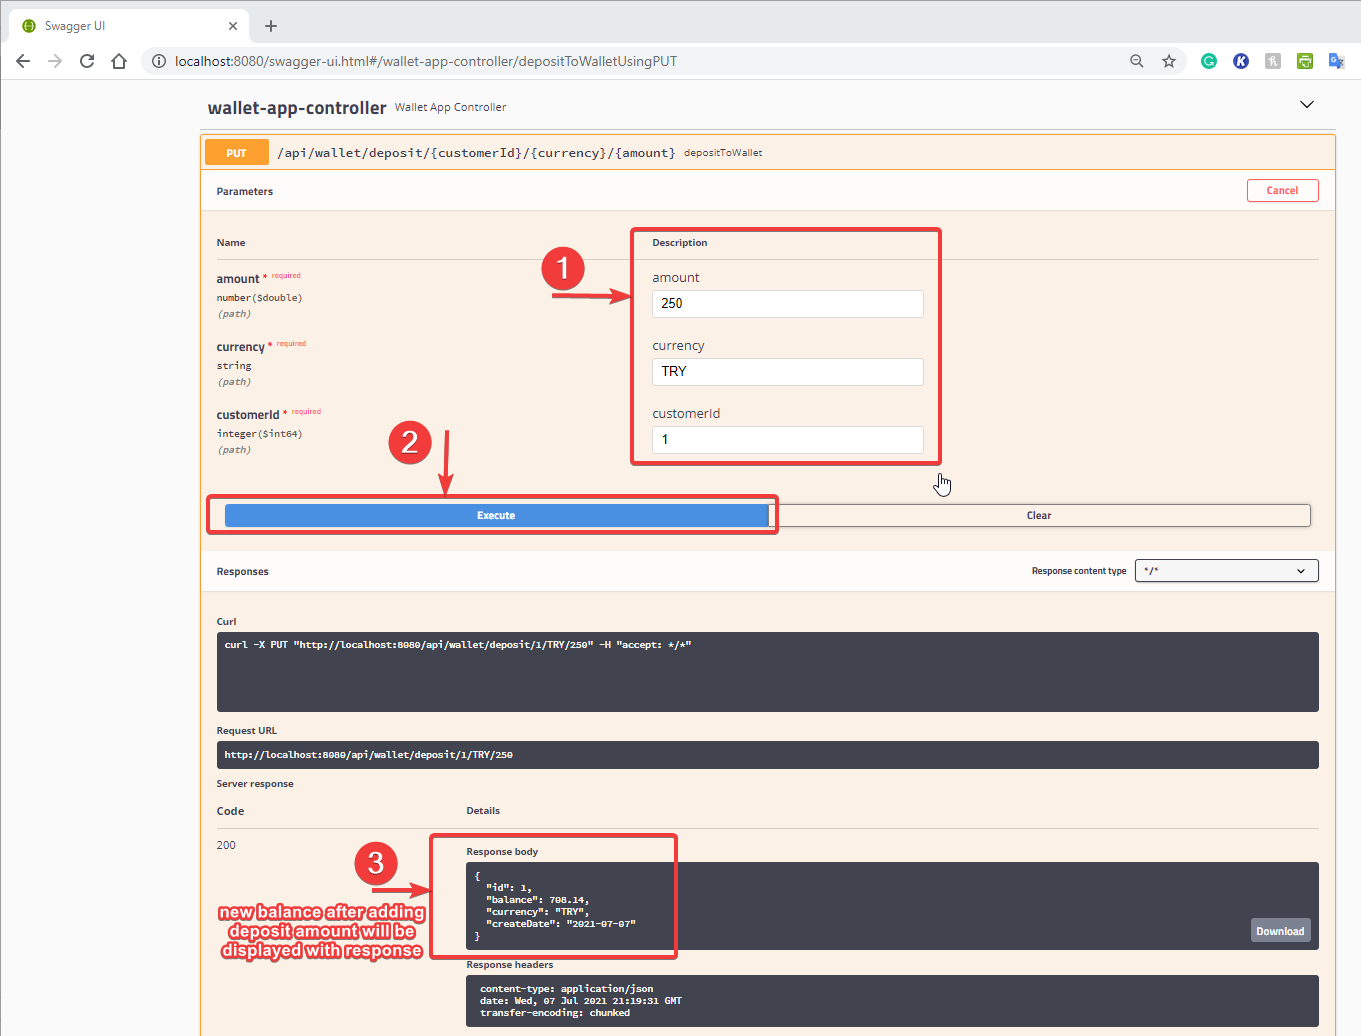 Swagger UI
localhost:8080/swagger-ui.html#/wallet-app-controller/depositToWalletUsingPUT
wallet-app-controller Wallet App Controller
PUT /api/wallet/deposit/{customerId}/{currency}/{amount} depositToWallet
Parameters
Cancel
Name
Description
amount * required
number($double)
(path)
amount
250
currency * required
string
(path)
currency
TRY
customerId * required
integer($int64)
(path)
customerId
1
1
2
Execute
Clear
Responses
Response content type */*
Curl
curl -X PUT "http://localhost:8080/api/wallet/deposit/1/TRY/250" -H "accept: */*"
Request URL
http://localhost:8080/api/wallet/deposit/1/TRY/250
Server response
Code
Details
200
3
new balance after adding
deposit amount will be
displayed with response
Response body
{
"id": 1,
"balance": 708.14,
"currency": "TRY",
"createDate": "2021-07-07"
}
Download
Response headers
content-type: application/json
date: Wed, 07 Jul 2021 21:19:31 GMT
transfer-encoding: chunked